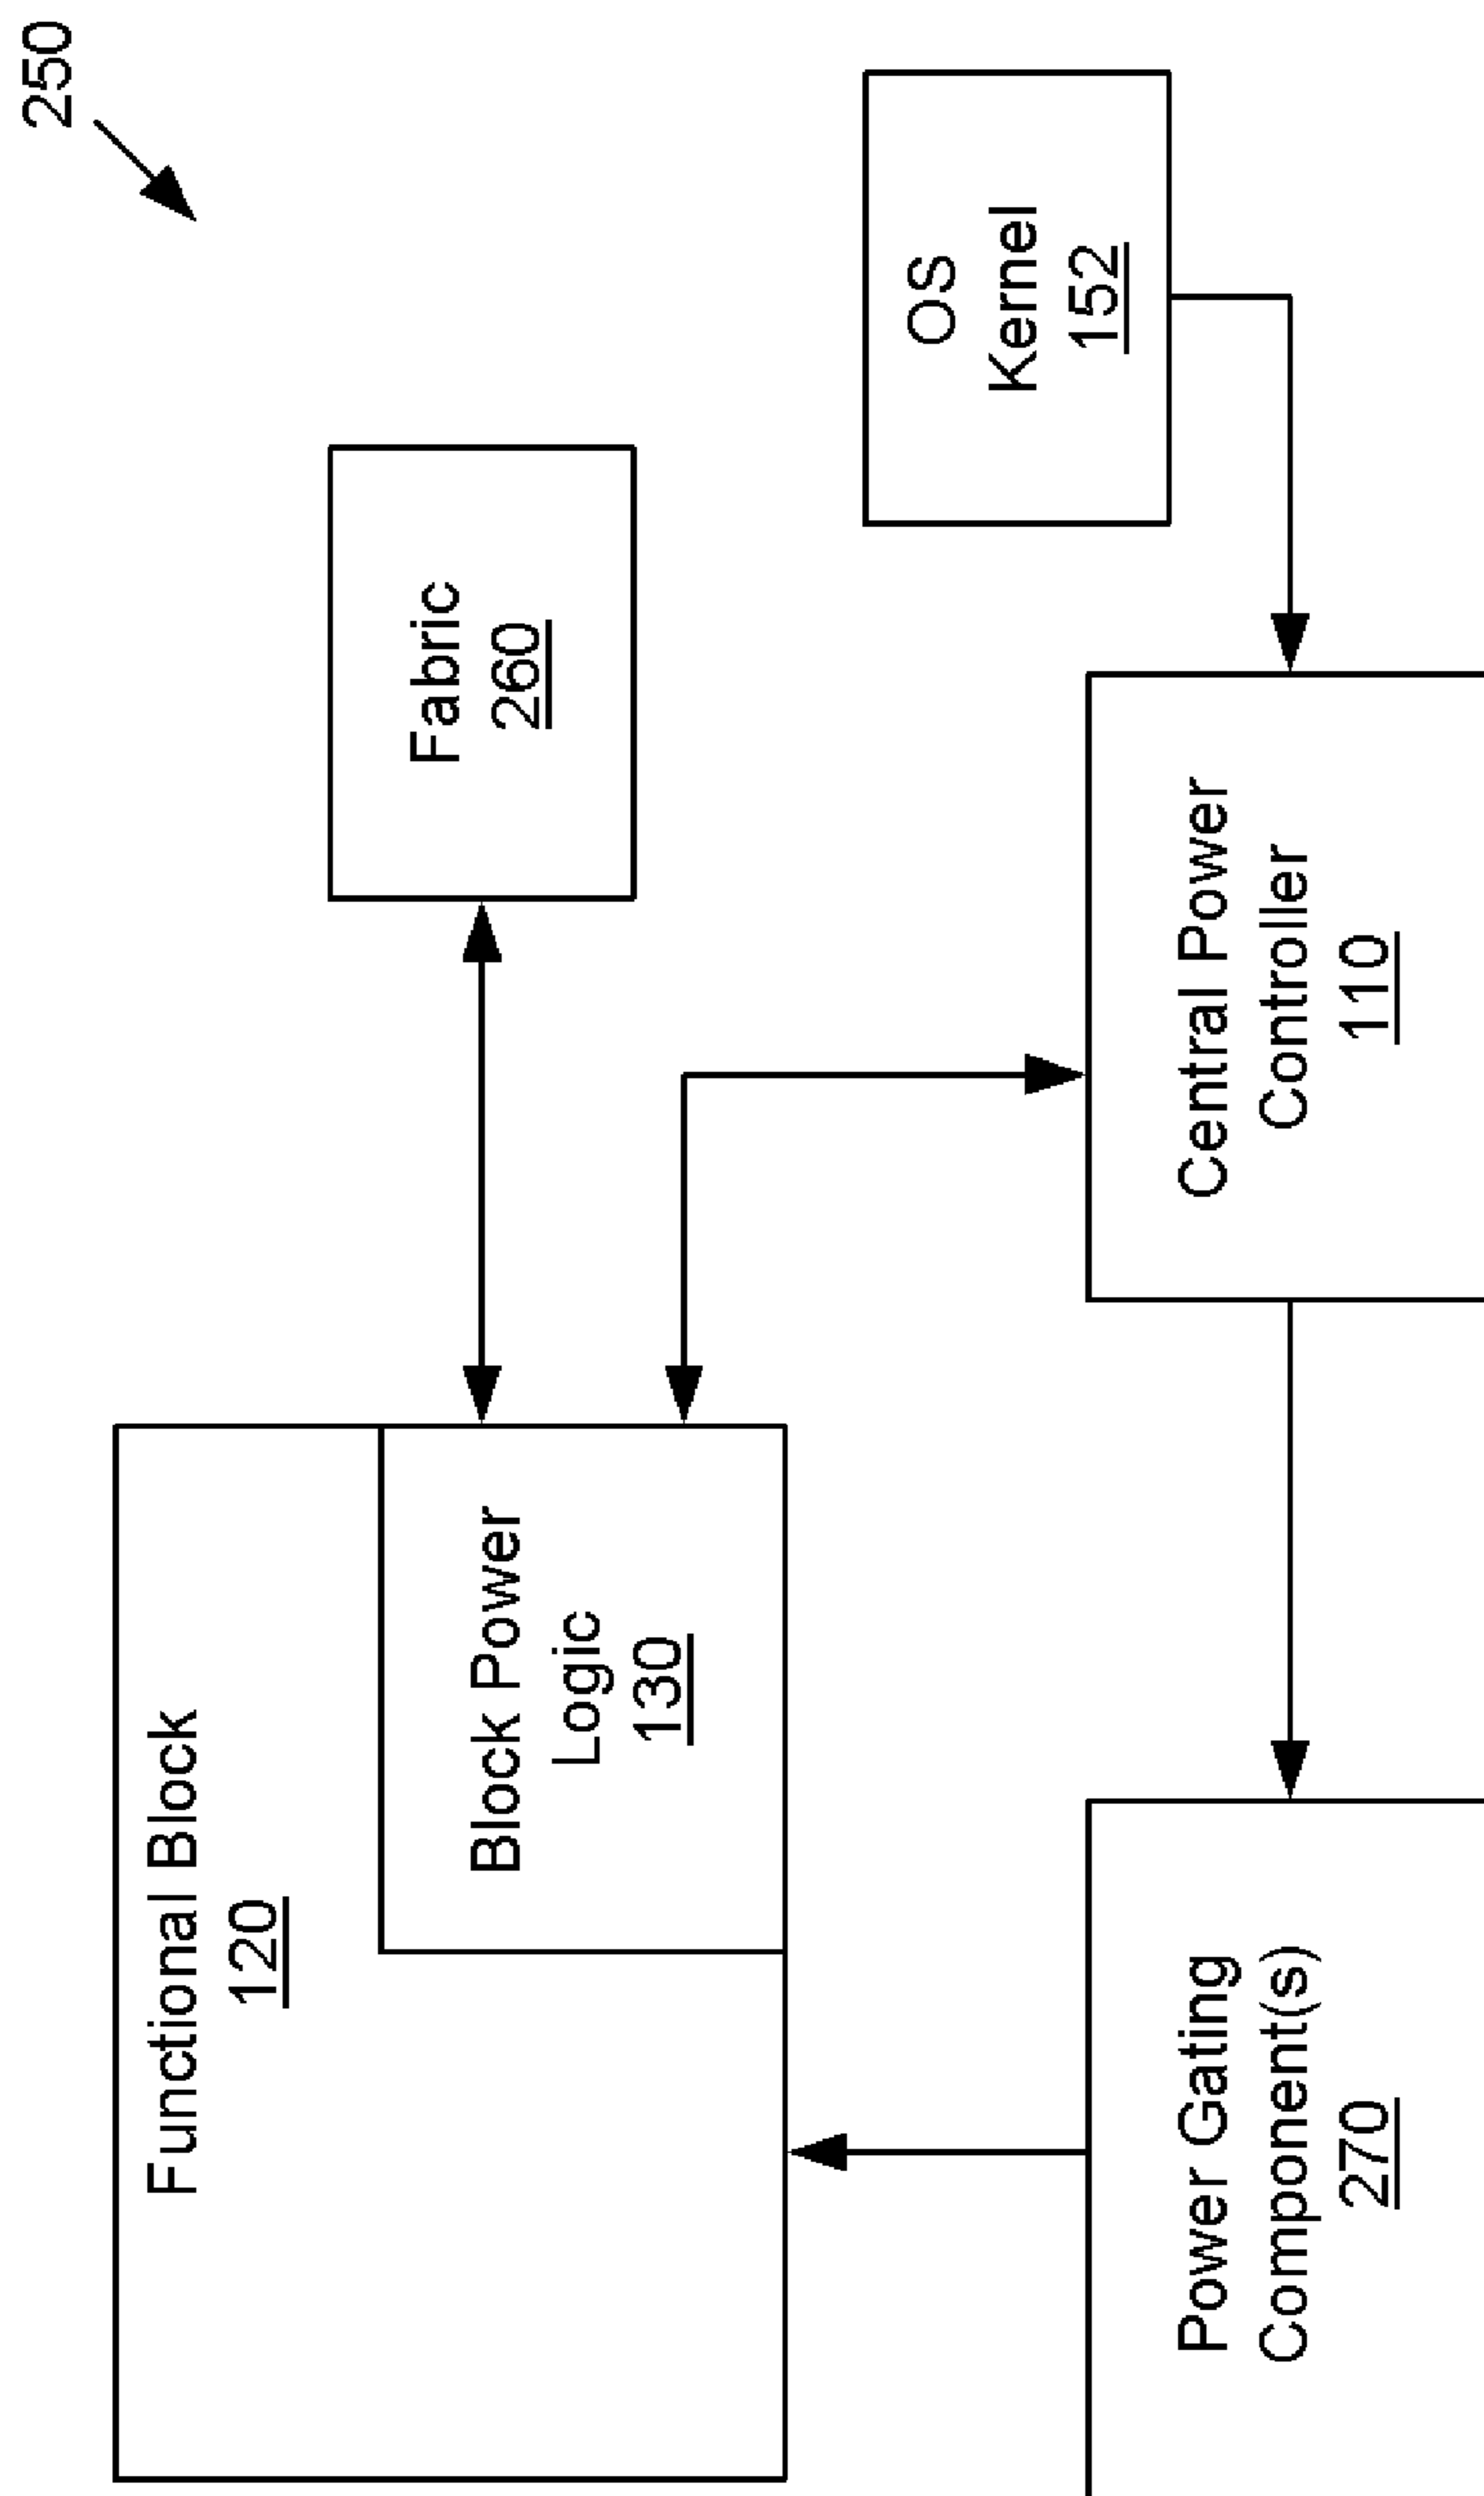 250
Functional Block
120
Block Power
Logic
130
Fabric
260
OS
Kernel
152
Power Gating
Component(s)
270
Central Power
Controller
110